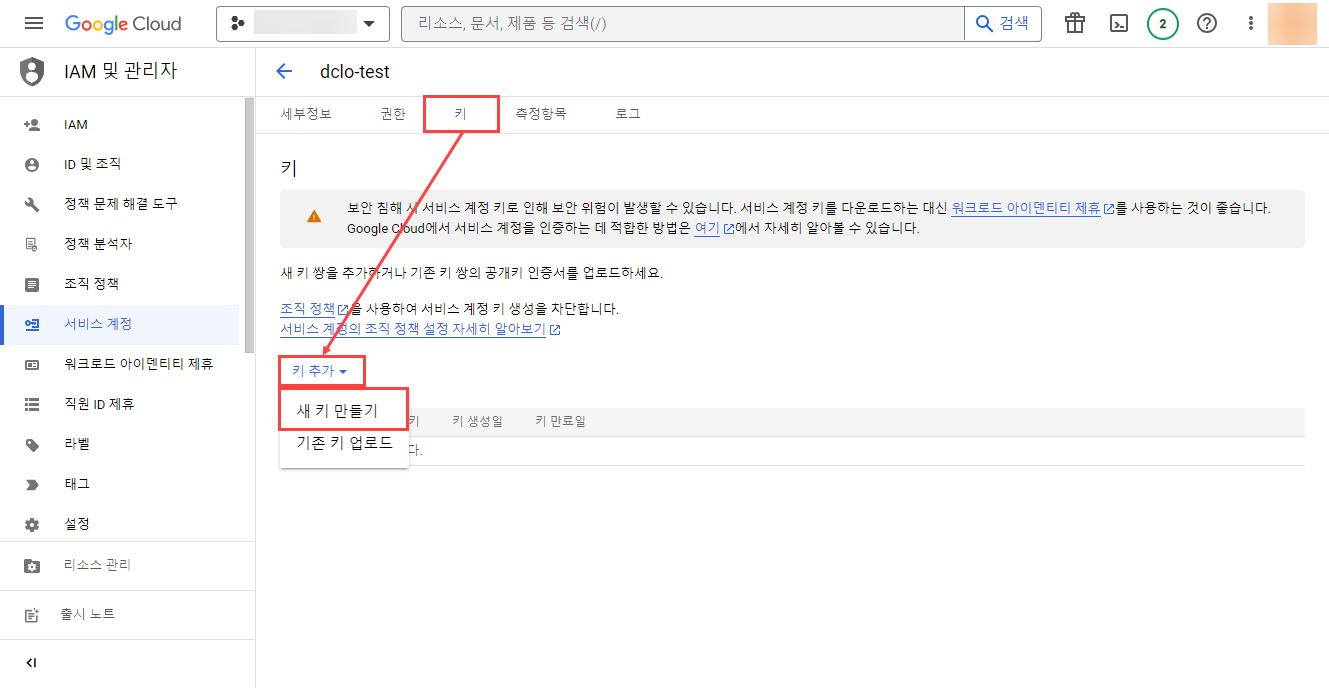 Google Cloud
리소스, 문서, 제품 등 검색(/)
검색
2
IAM 및 관리자
dclo-test
IAM
ID 및 조직
정책 문제 해결 도구
정책 분석자
조직 정책
서비스 계정
워크로드 아이덴티티 제휴
직원 ID 제휴
라벨
태그
설정
리소스 관리
출시 노트
세부정보 권한 키 측정항목 로그
키
보안 침해 시 서비스 계정 키로 인해 보안 위험이 발생할 수 있습니다. 서비스 계정 키를 다운로드하는 대신 워크로드 아이덴티티 제휴를 사용하는 것이 좋습니다.
Google Cloud에서 서비스 계정을 인증하는 데 적합한 방법은 여기에서 자세히 알아볼 수 있습니다.
새 키 쌍을 추가하거나 기존 키 쌍의 공개키 인증서를 업로드하세요.
조직 정책을 사용하여 서비스 계정 키 생성을 차단합니다.
서비스 계정의 조직 정책 설정 자세히 알아보기
키 추가
새 키 만들기
기존 키 업로드
키 키 생성일 키 만료일
다.